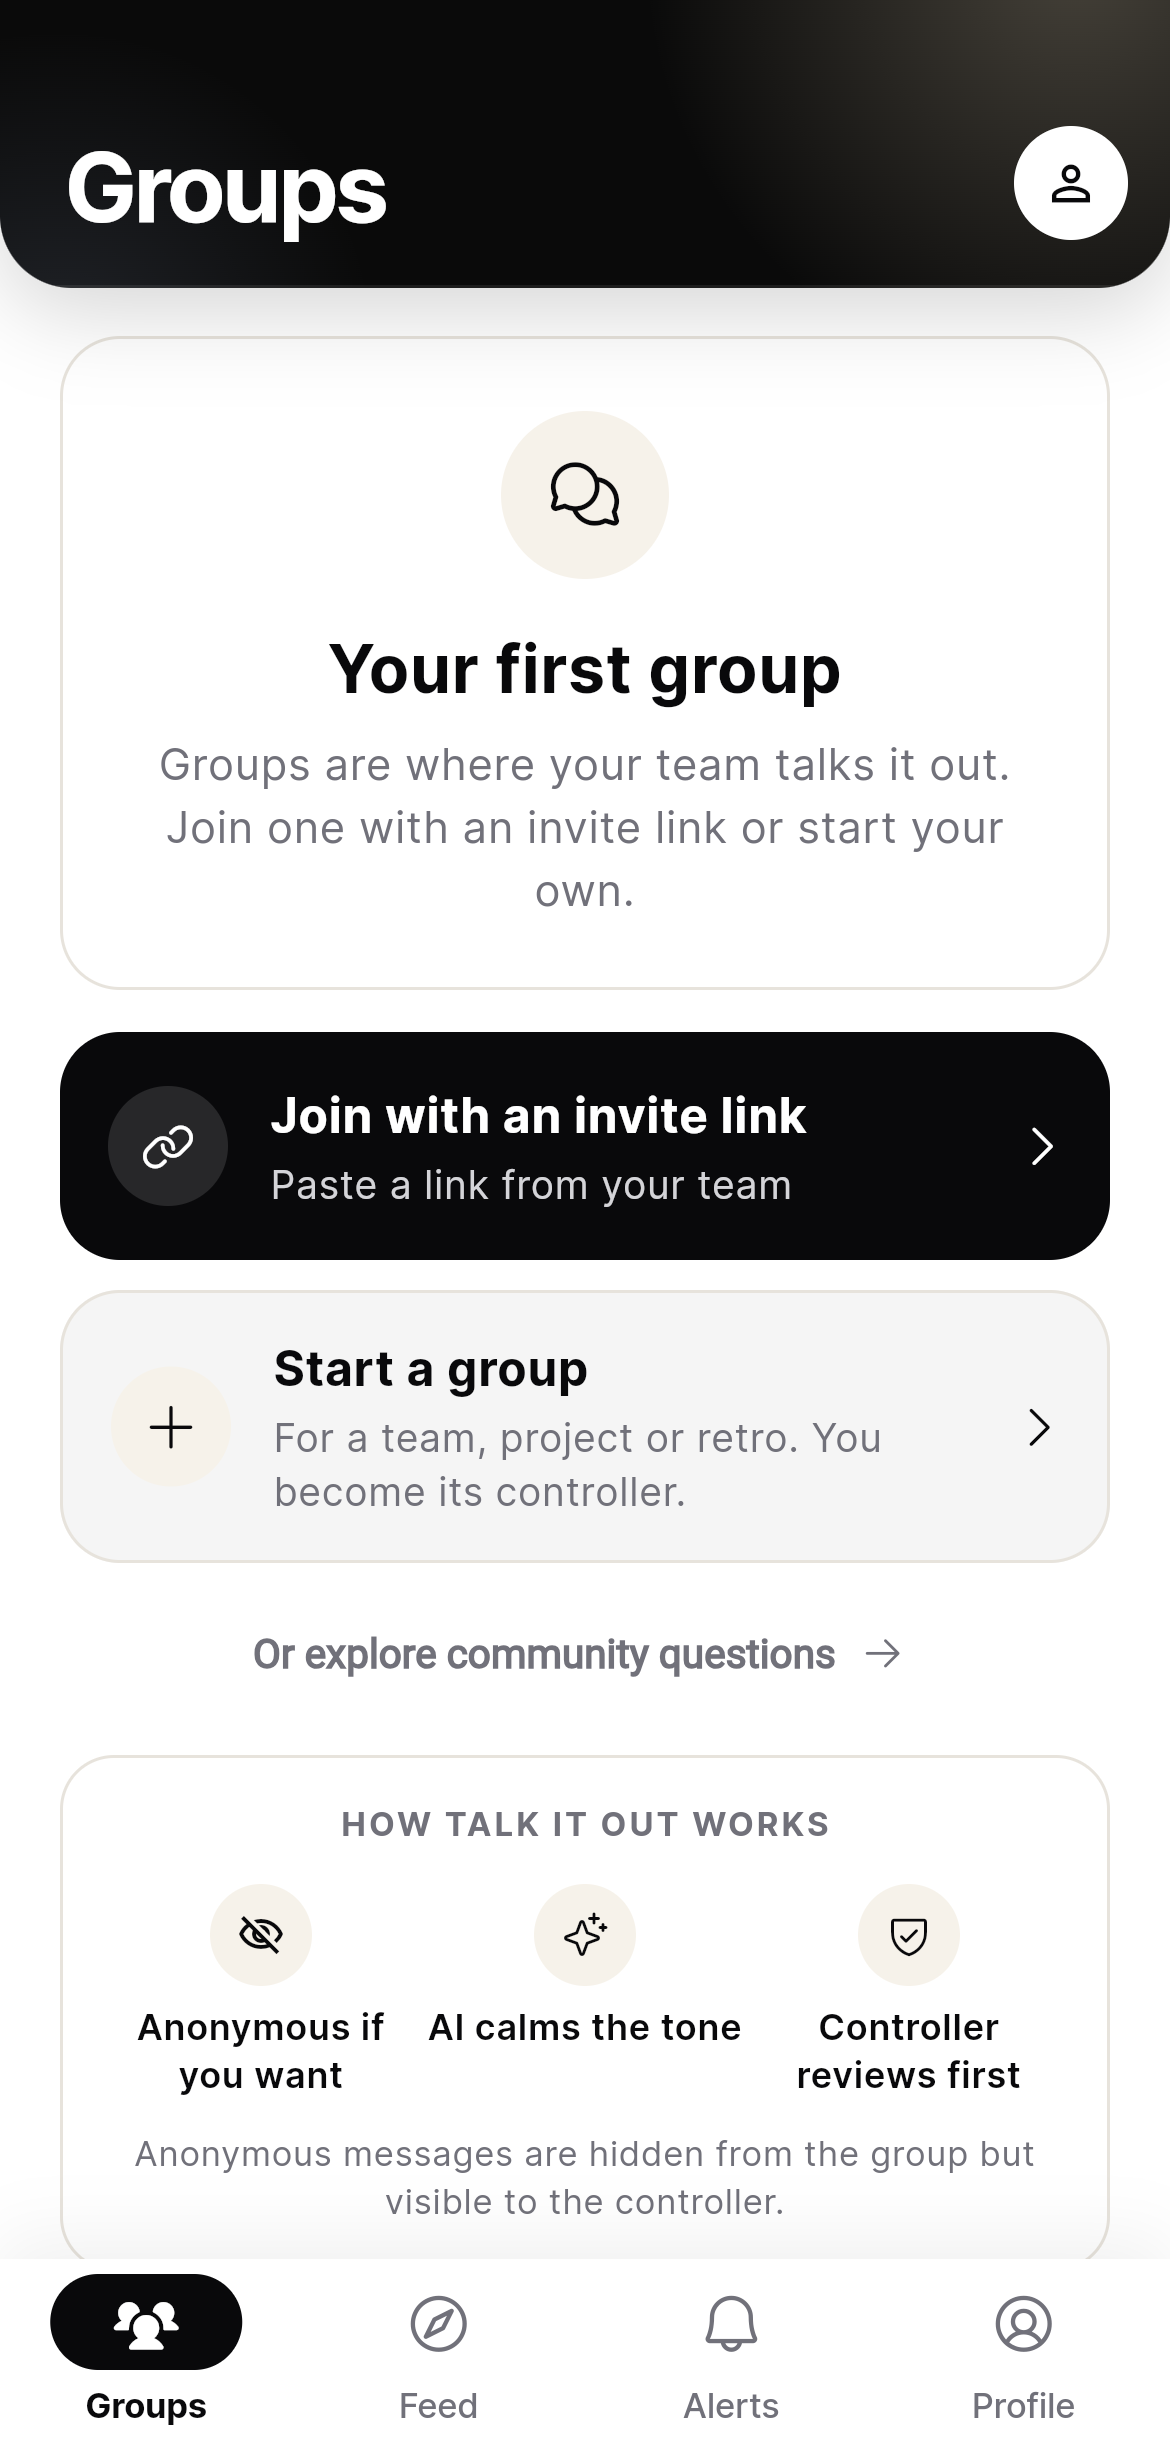 Groups
Your first group
Groups are where your team talks it out.
Join one with an invite link or start your
own.
Join with an invite link
Paste a link from your team
Start a group
For a team, project or retro. You
become its controller.
Or explore community questions
HOW TALK IT OUT WORKS
Anonymous if
you want
AI calms the tone
Controller
reviews first
Anonymous messages are hidden from the group but
visible to the controller.
Groups
Feed
Alerts
Profile